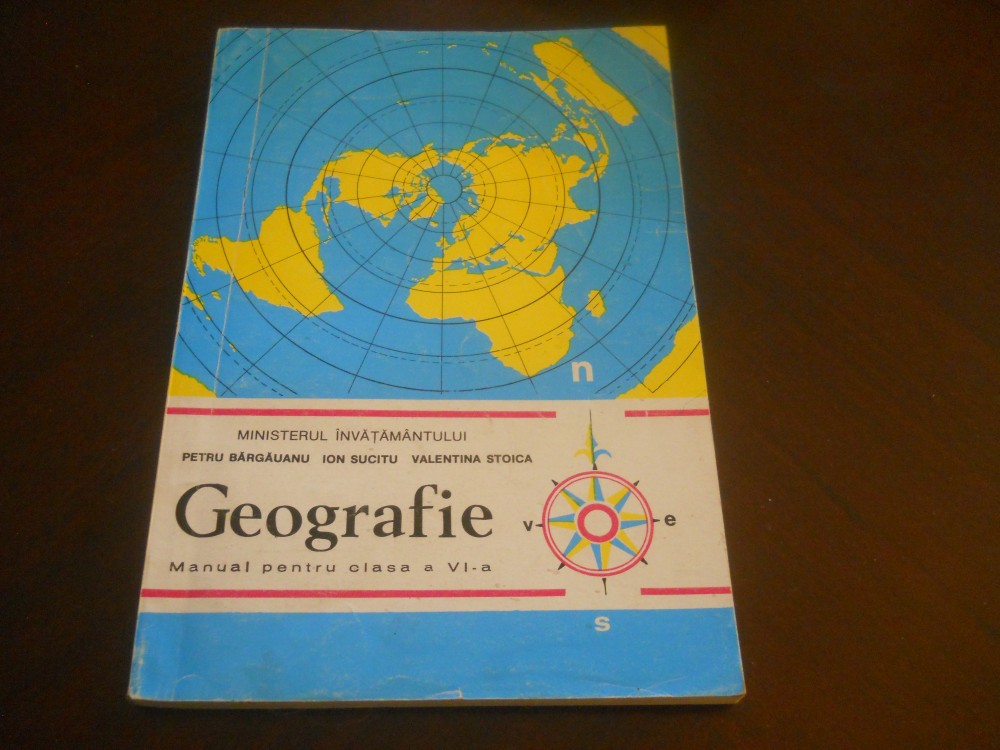 n
MINISTERUL ÎNVĂȚĂMÂNTULUI
PETRU BĂRGĂUANU ION SUCITU VALENTINA STOICA
Geografie
v e
Manual pentru clasa a VI-a
s